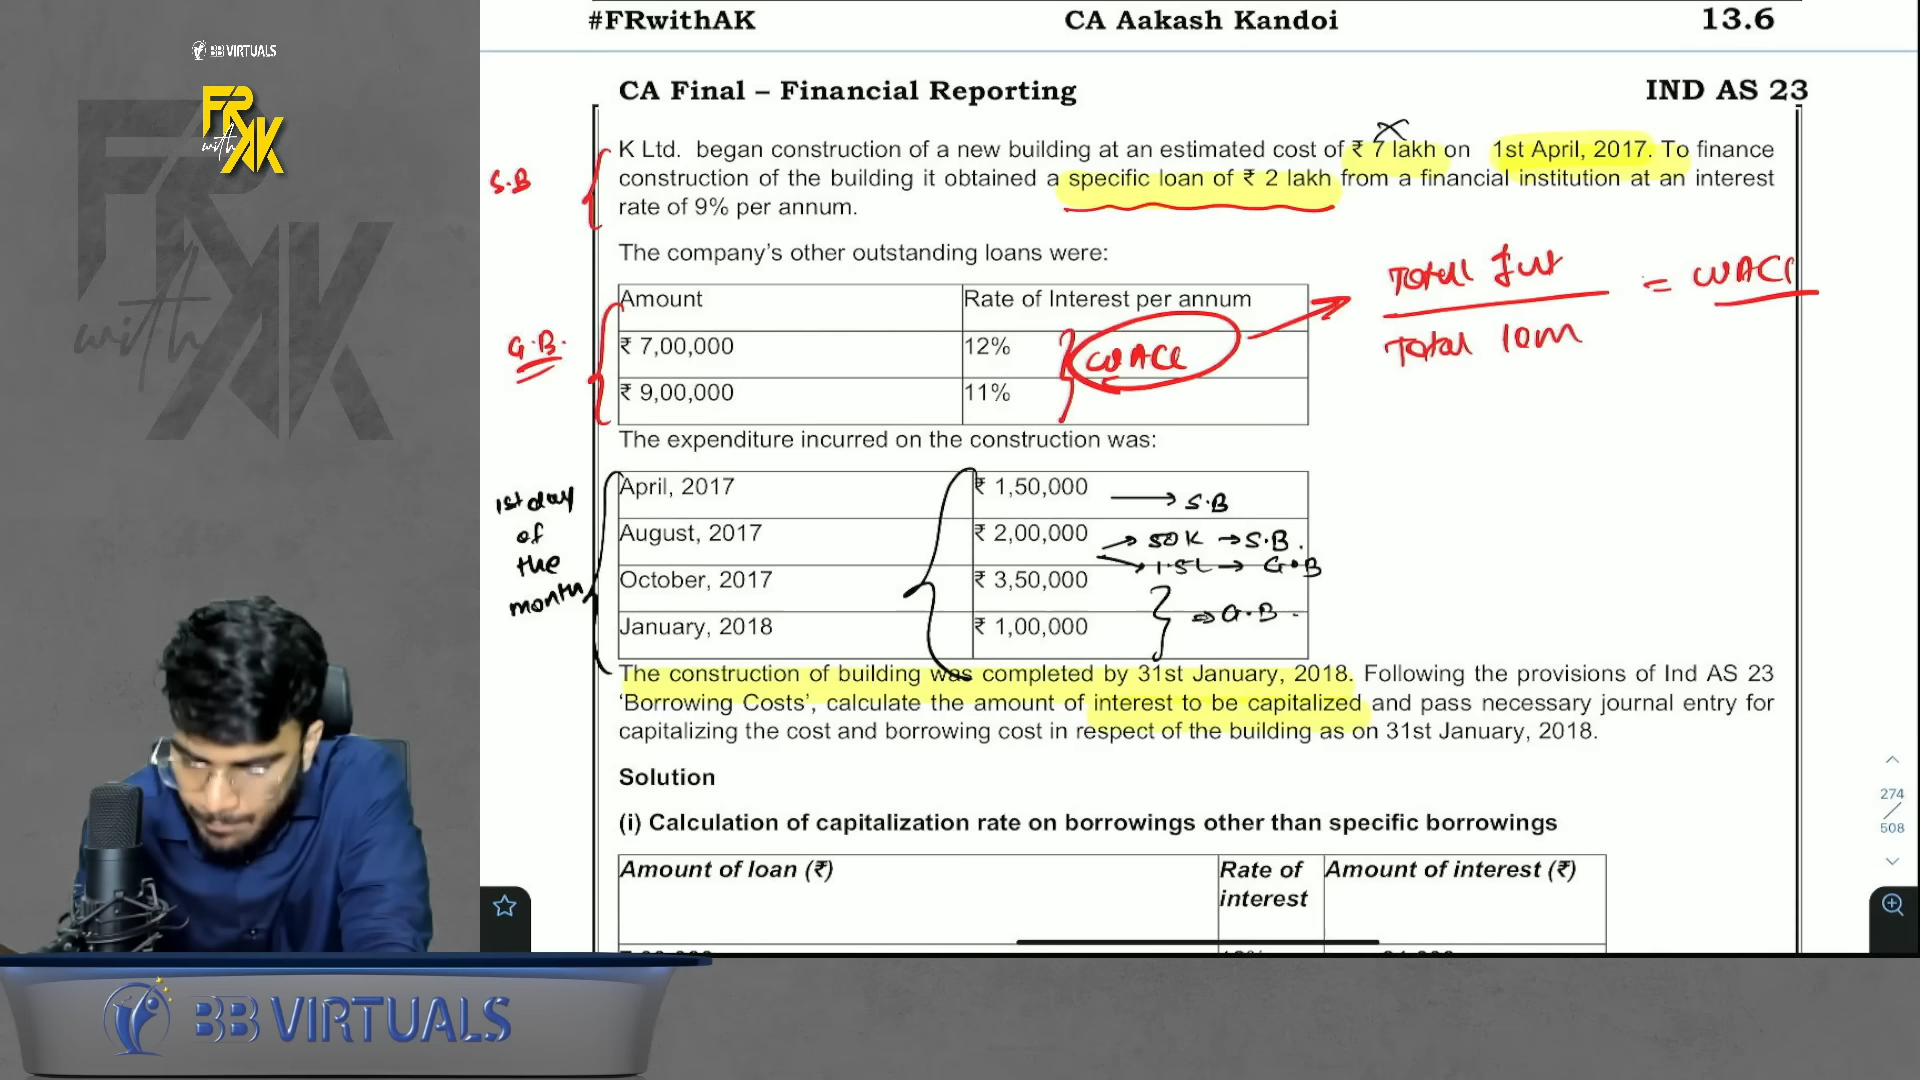 #FRwithAK CA Aakash Kandoi 13.6
BB VIRTUALS
FR
with
AK
CA Final – Financial Reporting IND AS 23
S.B
K Ltd. began construction of a new building at an estimated cost of ₹ 7 lakh on 1st April, 2017. To finance
construction of the building it obtained a specific loan of ₹ 2 lakh from a financial institution at an interest
rate of 9% per annum.
The company's other outstanding loans were:
Amount Rate of Interest per annum
G.B.
₹ 7,00,000 12%
₹ 9,00,000 11%
Total
Total
=
The expenditure incurred on the construction was:
1st day
of
the
month
April, 2017 ₹ 1,50,000 → S.B
August, 2017 ₹ 2,00,000 → 50K → S.B.
→ 1.5L → G.B
October, 2017 ₹ 3,50,000
January, 2018 ₹ 1,00,000 ⇒ G.B.
The construction of building was completed by 31st January, 2018. Following the provisions of Ind AS 23
‘Borrowing Costs’, calculate the amount of interest to be capitalized and pass necessary journal entry for
capitalizing the cost and borrowing cost in respect of the building as on 31st January, 2018.
Solution
(i) Calculation of capitalization rate on borrowings other than specific borrowings
Amount of loan (₹) Rate of Amount of interest (₹)
interest
274
508
BB VIRTUALS